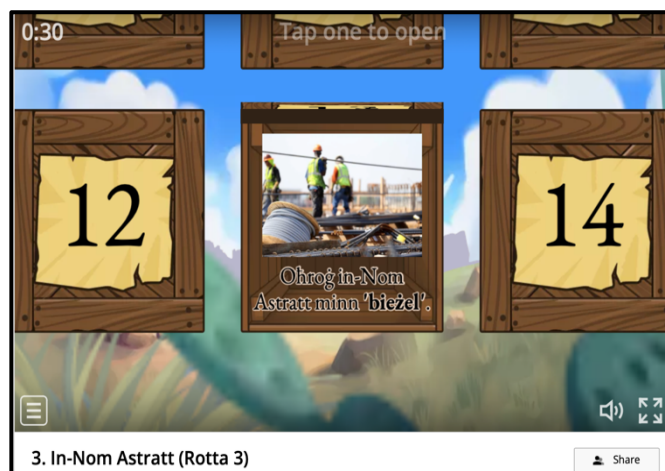 0:30
Tap one to open
12
14
Oħroġ in-Nom
Astratt minn 'bieżel'.
3. In-Nom Astratt (Rotta 3)
Share